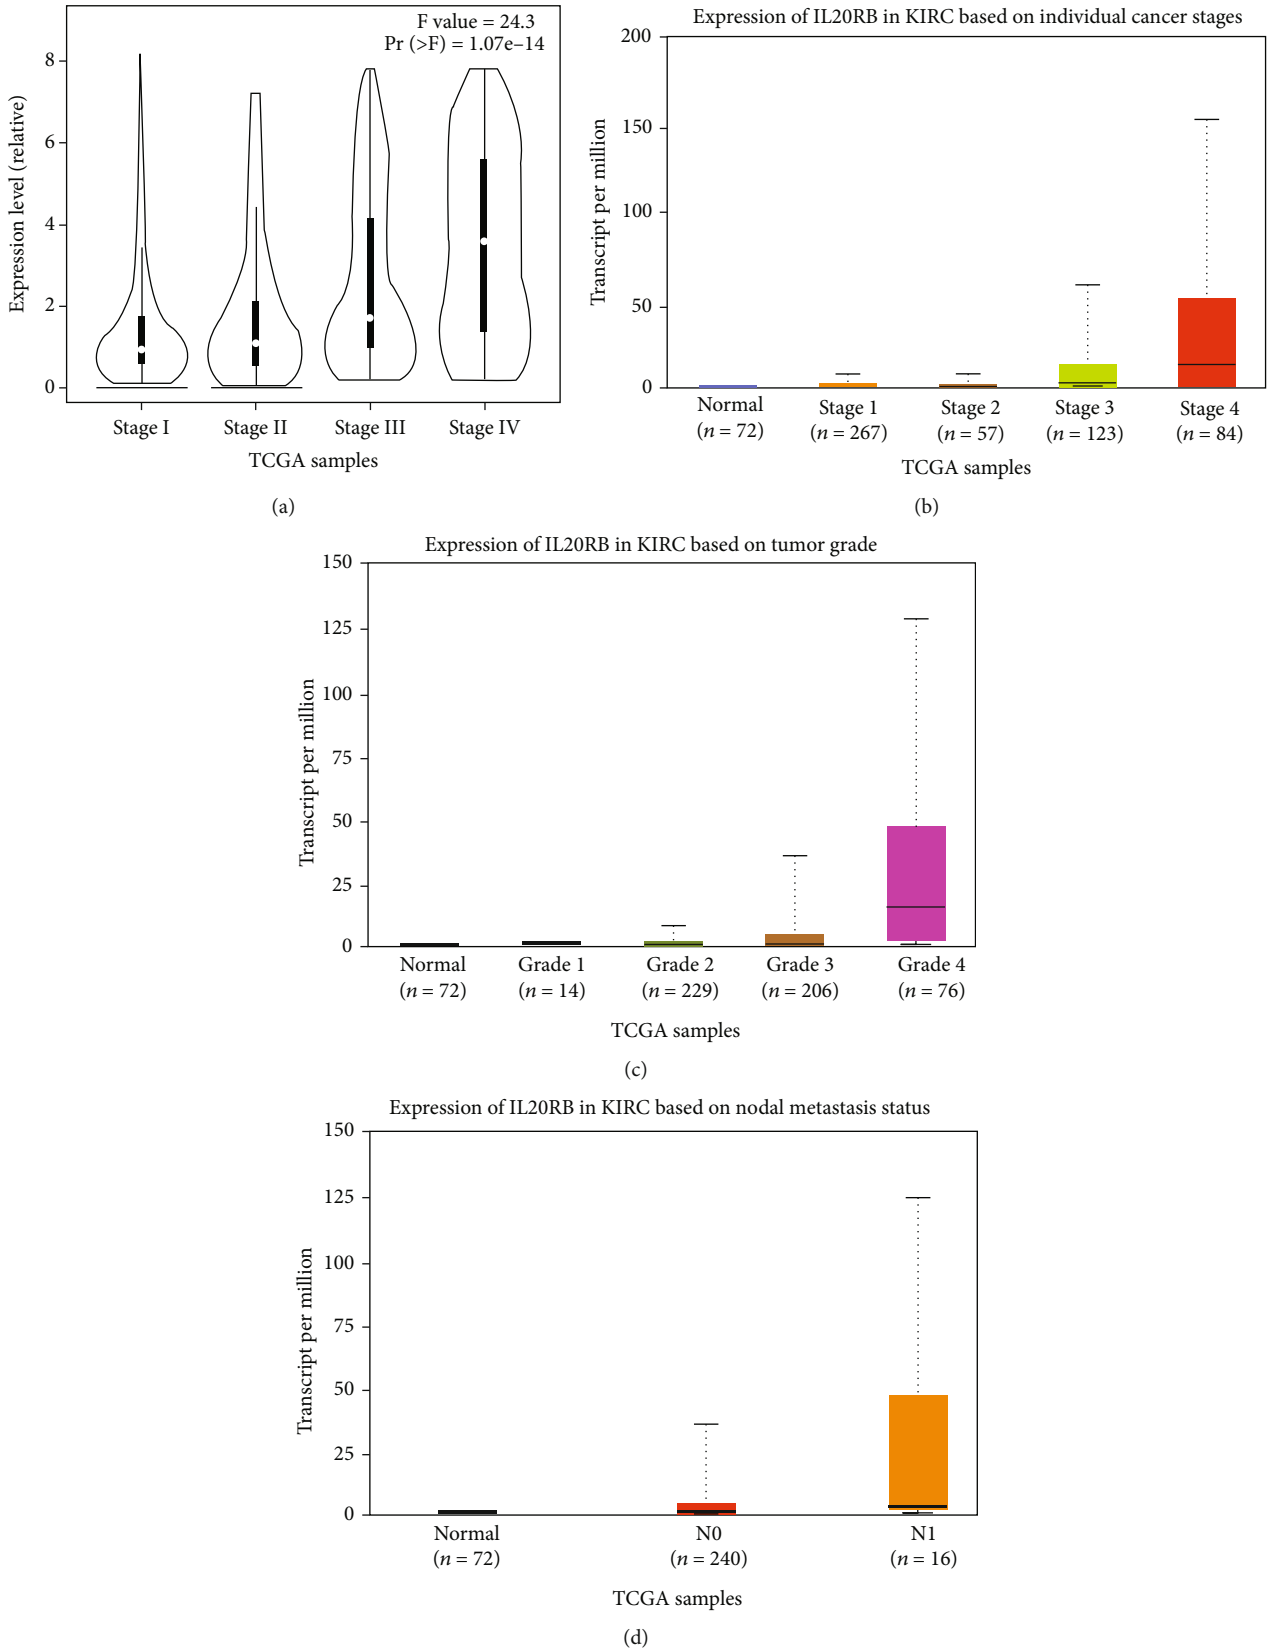 F value = 24.3
Pr (>F) = 1.07e–14
Expression level (relative)
8
6
4
2
0
Stage I
Stage II
Stage III
Stage IV
TCGA samples
(a)
Expression of IL20RB in KIRC based on individual cancer stages
Transcript per million
200
150
100
50
0
Normal
(n = 72)
Stage 1
(n = 267)
Stage 2
(n = 57)
Stage 3
(n = 123)
Stage 4
(n = 84)
TCGA samples
(b)
Expression of IL20RB in KIRC based on tumor grade
Transcript per million
150
125
100
75
50
25
0
Normal
(n = 72)
Grade 1
(n = 14)
Grade 2
(n = 229)
Grade 3
(n = 206)
Grade 4
(n = 76)
TCGA samples
(c)
Expression of IL20RB in KIRC based on nodal metastasis status
Transcript per million
150
125
100
75
50
25
0
Normal
(n = 72)
N0
(n = 240)
N1
(n = 16)
TCGA samples
(d)